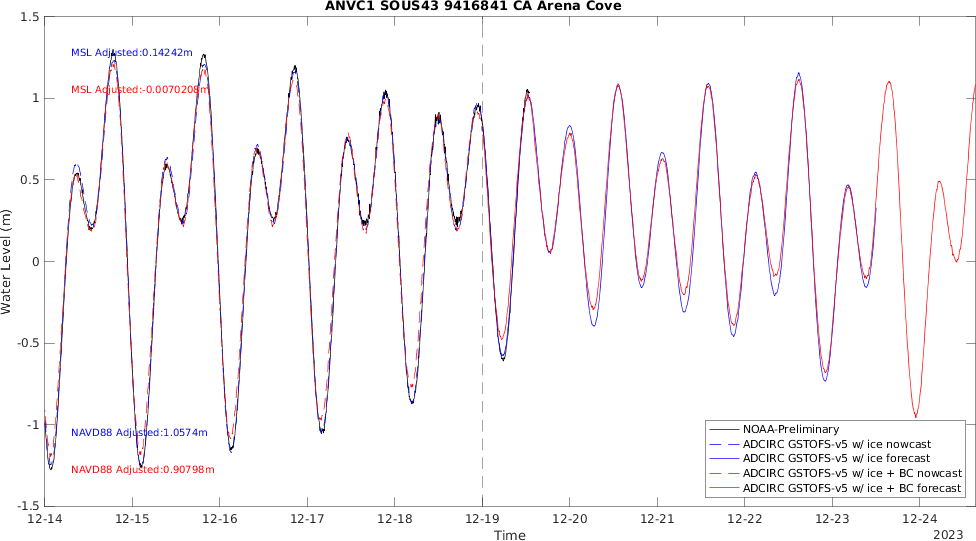 ANVC1 SOUS43 9416841 CA Arena Cove
1.5
1
0.5
0
-0.5
-1
-1.5
Water Level (m)
MSL Adjusted:0.14242m
MSL Adjusted:-0.0070208m
NAVD88 Adjusted:1.0574m
NAVD88 Adjusted:0.90798m
NOAA-Preliminary
ADCIRC GSTOFS-v5 w/ ice nowcast
ADCIRC GSTOFS-v5 w/ ice forecast
ADCIRC GSTOFS-v5 w/ ice + BC nowcast
ADCIRC GSTOFS-v5 w/ ice + BC forecast
12-14 12-15 12-16 12-17 12-18 12-19 12-20 12-21 12-22 12-23 12-24
Time
2023